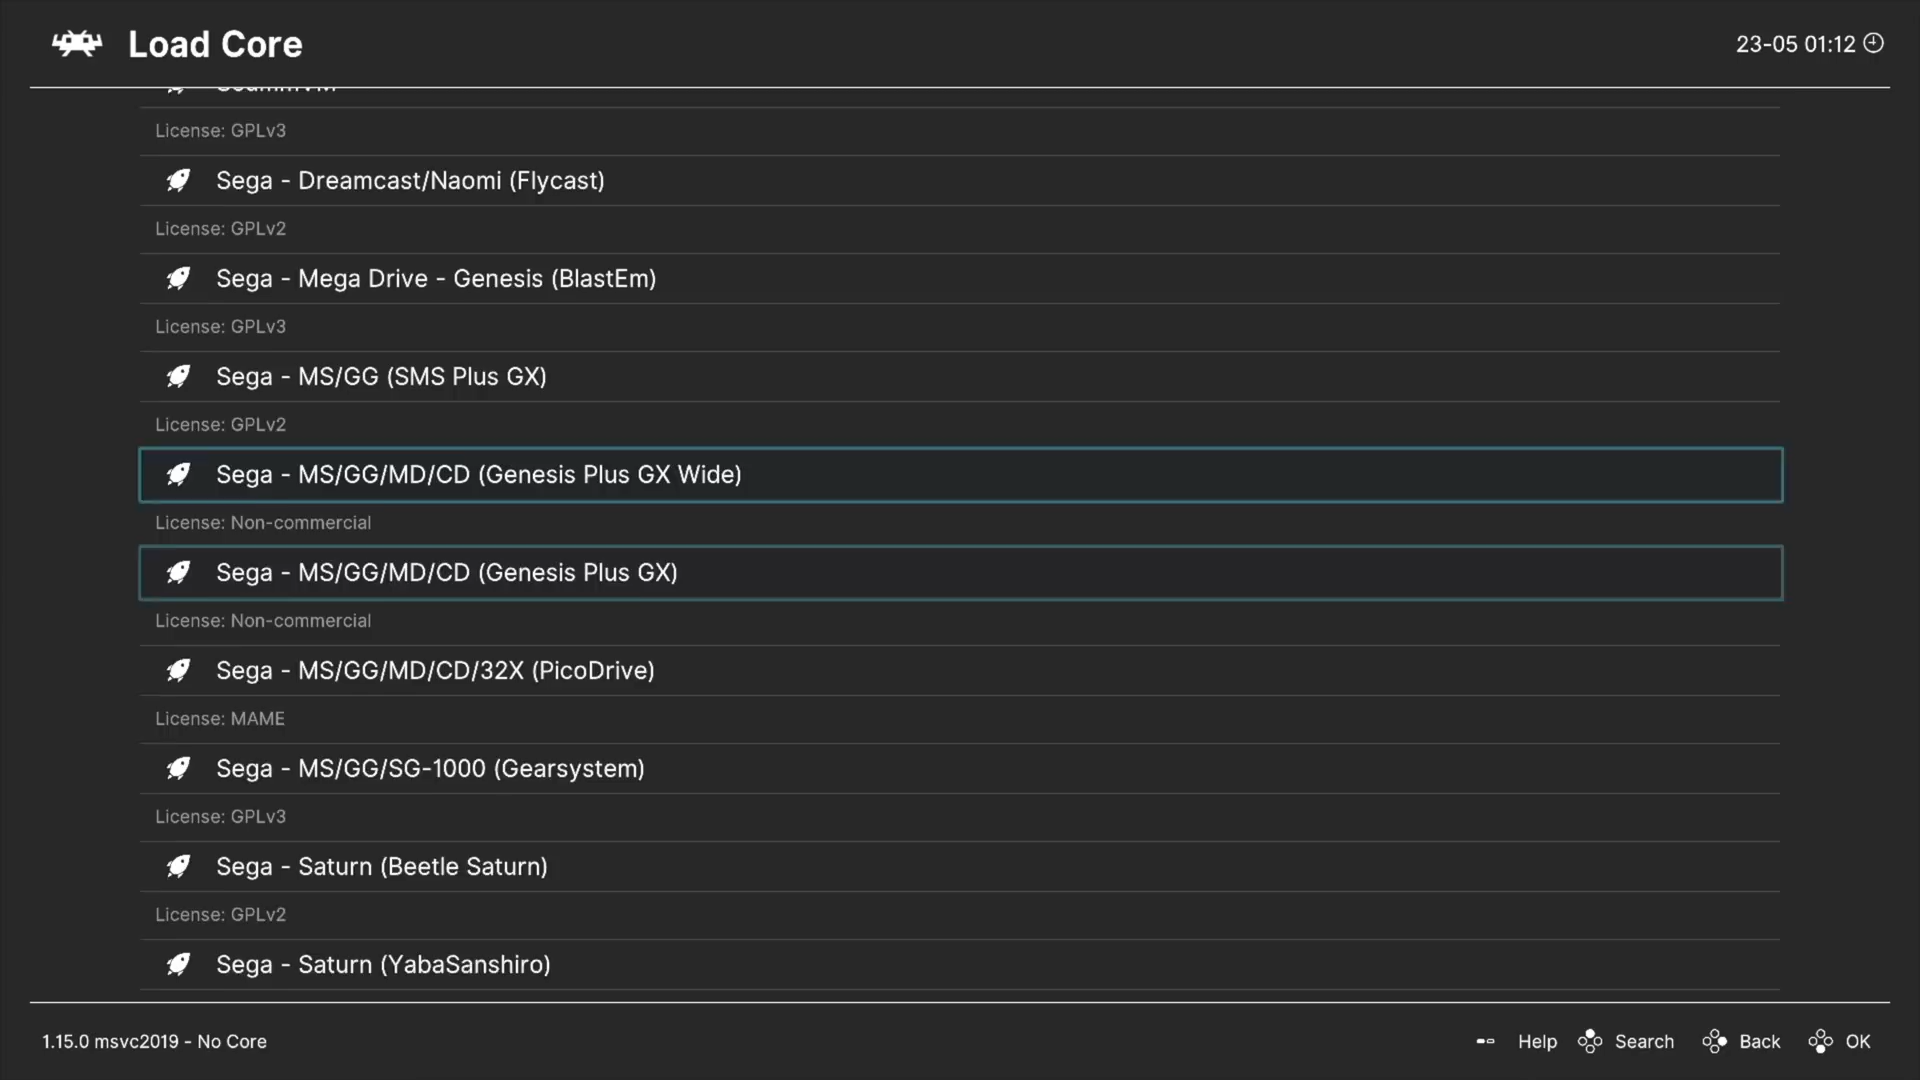 Load Core
23-05 01:12
License: GPLv3
Sega - Dreamcast/Naomi (Flycast)
License: GPLv2
Sega - Mega Drive - Genesis (BlastEm)
License: GPLv3
Sega - MS/GG (SMS Plus GX)
License: GPLv2
Sega - MS/GG/MD/CD (Genesis Plus GX Wide)
License: Non-commercial
Sega - MS/GG/MD/CD (Genesis Plus GX)
License: Non-commercial
Sega - MS/GG/MD/CD/32X (PicoDrive)
License: MAME
Sega - MS/GG/SG-1000 (Gearsystem)
License: GPLv3
Sega - Saturn (Beetle Saturn)
License: GPLv2
Sega - Saturn (YabaSanshiro)
1.15.0 msvc2019 - No Core
Help Search Back OK